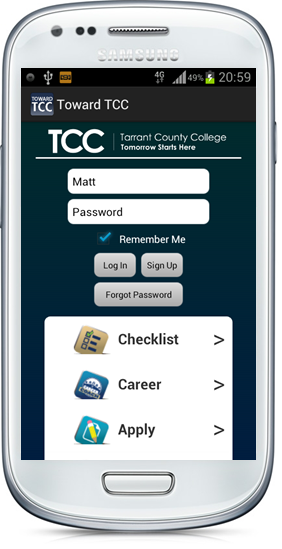 SAMSUNG
4G 49% 20:59
TOWARD TCC Toward TCC
TCC Tarrant County College
Tomorrow Starts Here
Matt
Password
Remember Me
Log In Sign Up
Forgot Password
Checklist >
Career >
Apply >